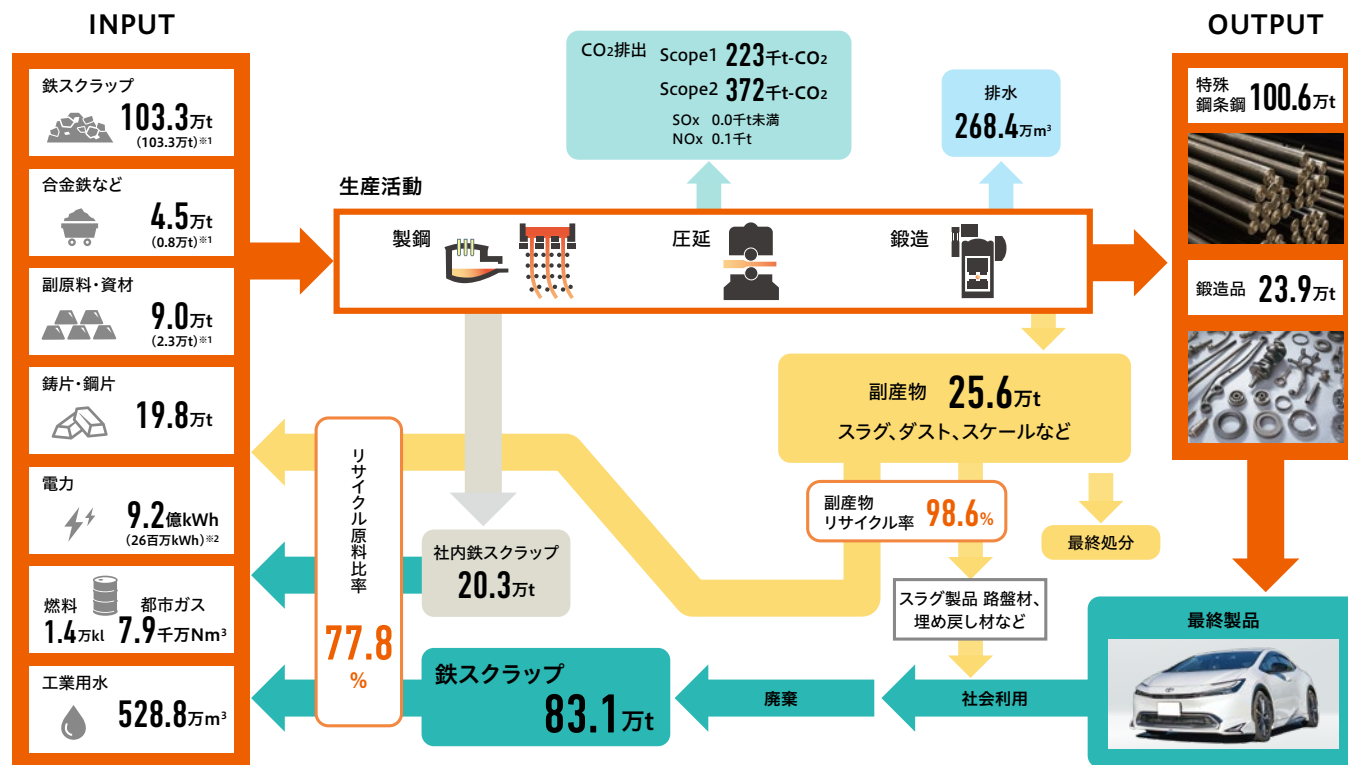 INPUT
鉄スクラップ
103.3万t
(103.3万t)※1
合金鉄など
4.5万t
(0.8万t)※1
副原料・資材
9.0万t
(2.3万t)※1
鋳片・鋼片
19.8万t
電力
9.2億kWh
(26百万kWh)※2
燃料
1.4万kl
都市ガス
7.9千万Nm³
工業用水
528.8万m³
CO₂排出
Scope1 223千t-CO₂
Scope2 372千t-CO₂
SOx 0.0千t未満
NOx 0.1千t
排水
268.4万m³
生産活動
製鋼
圧延
鍛造
OUTPUT
特殊
鋼条鋼
100.6万t
鍛造品 23.9万t
副産物 25.6万t
スラグ、ダスト、スケールなど
副産物
リサイクル率
98.6%
最終処分
スラグ製品 路盤材、
埋め戻し材など
リサイクル原料比率
77.8
%
社内鉄スクラップ
20.3万t
鉄スクラップ
83.1万t
廃棄
社会利用
最終製品